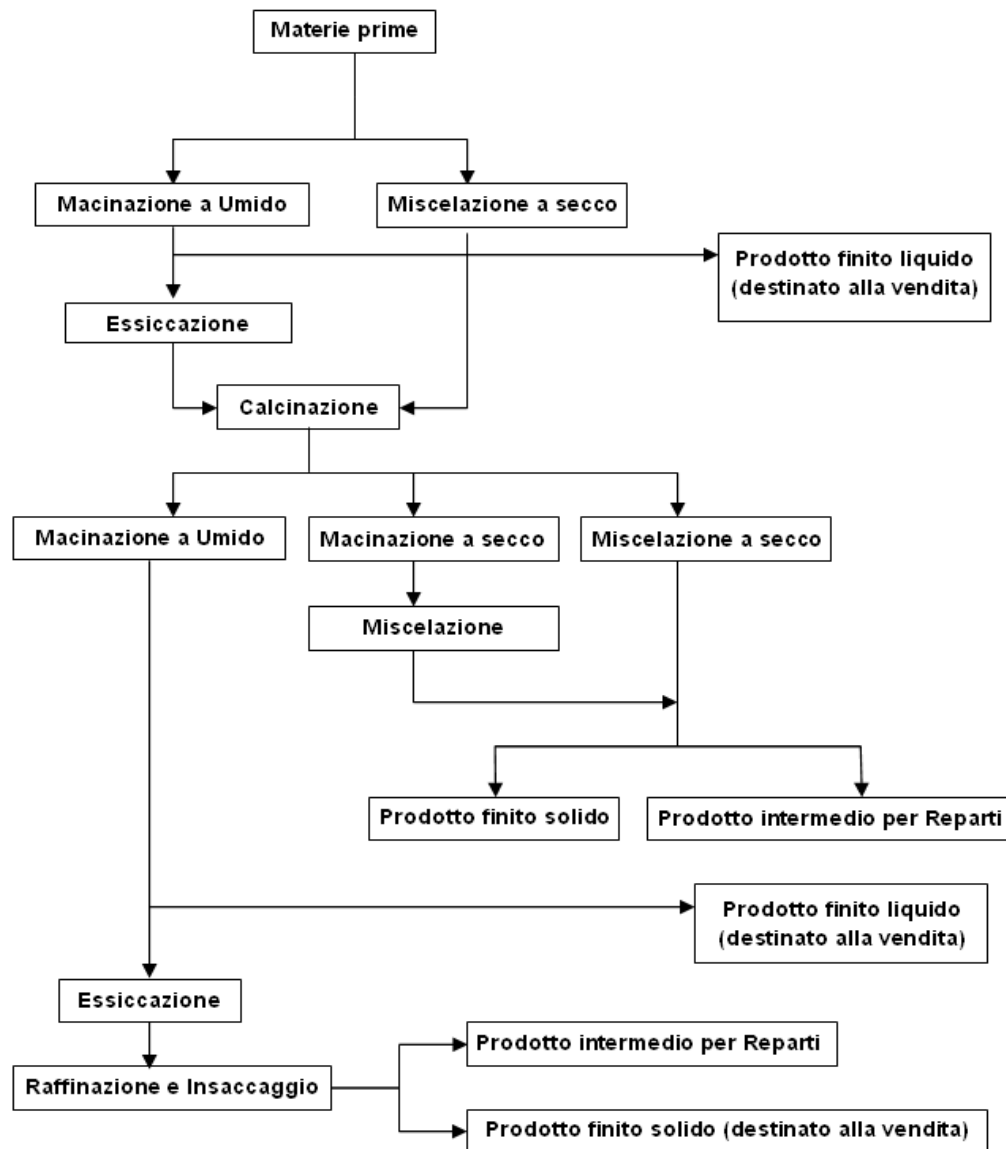 Materie prime
Macinazione a Umido
Miscelazione a secco
Prodotto finito liquido
(destinato alla vendita)
Essiccazione
Calcinazione
Macinazione a Umido
Macinazione a secco
Miscelazione a secco
Miscelazione
Prodotto finito solido
Prodotto intermedio per Reparti
Prodotto finito liquido
(destinato alla vendita)
Essiccazione
Prodotto intermedio per Reparti
Raffinazione e Insaccaggio
Prodotto finito solido (destinato alla vendita)